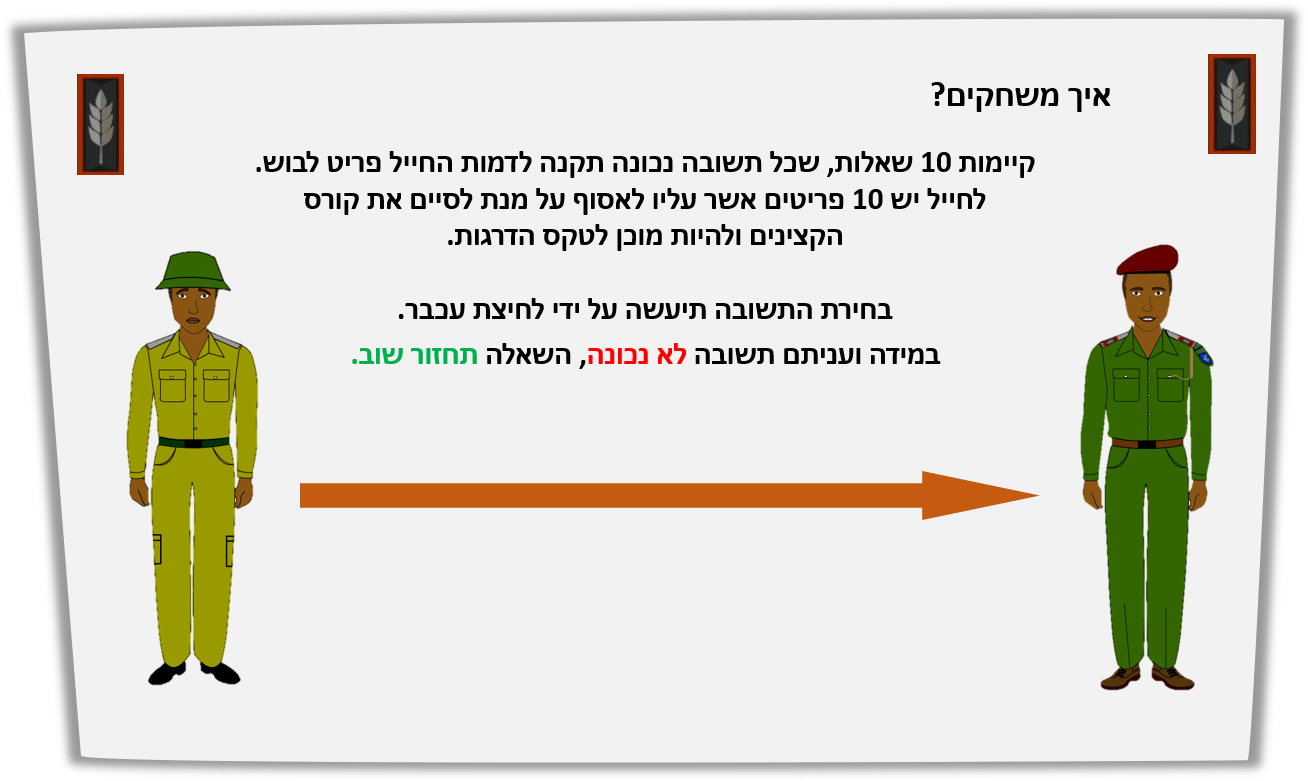 איך משחקים?
קיימות 10 שאלות, שכל תשובה נכונה תקנה לדמות החייל פריט לבוש.
לחייל יש 10 פריטים אשר עליו לאסוף על מנת לסיים את קורס
הקצינים ולהיות מוכן לטקס הדרגות.
בחירת התשובה תיעשה על ידי לחיצת עכבר.
במידה ועניתם תשובה לא נכונה, השאלה תחזור שוב.